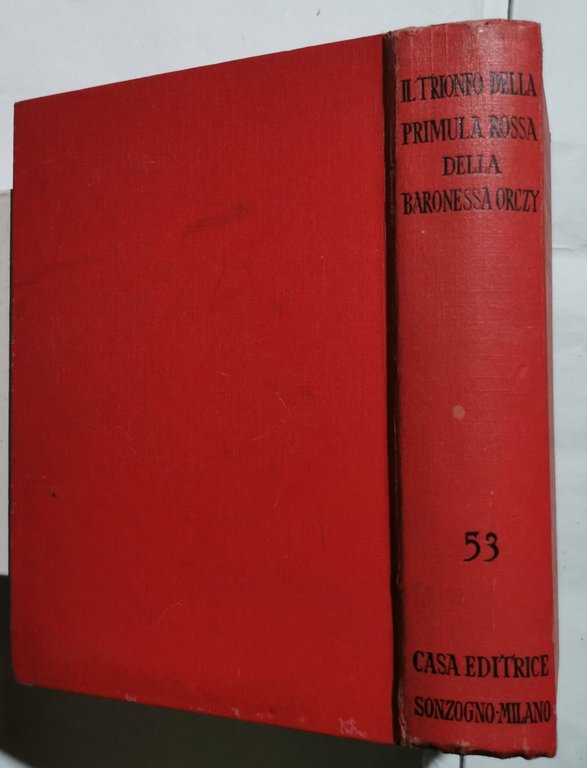 IL TRIONFO DELLA
PRIMULA ROSSA
DELLA
BARONESSA ORCZY
53
CASA EDITRICE
SONZOGNO-MILANO